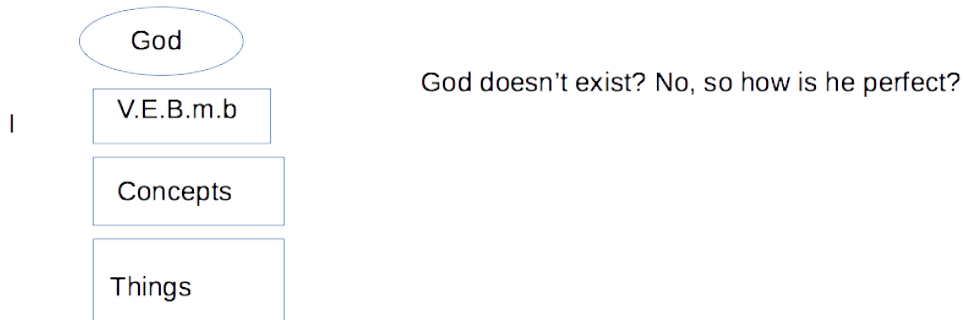 God
God doesn't exist? No, so how is he perfect?
V.E.B.m.b
I
Concepts
Things